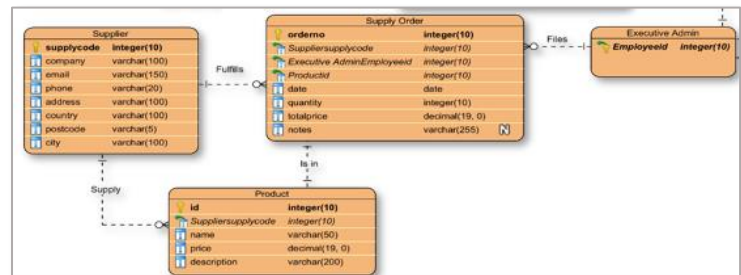 Supplier
supplycode integer(10)
company varchar(100)
email varchar(150)
phone varchar(20)
address varchar(100)
country varchar(100)
postcode varchar(5)
city varchar(100)
Fulfills
Supply Order
orderno integer(10)
Suppliersupplycode integer(10)
Executive AdminEmployeeid integer(10)
Productid integer(10)
date date
quantity integer(10)
totalprice decimal(19, 0)
notes varchar(255) N
Files
Executive Admin
Employeeid integer(10)
Is in
Supply
Product
id integer(10)
Suppliersupplycode integer(10)
name varchar(50)
price decimal(19, 0)
description varchar(200)